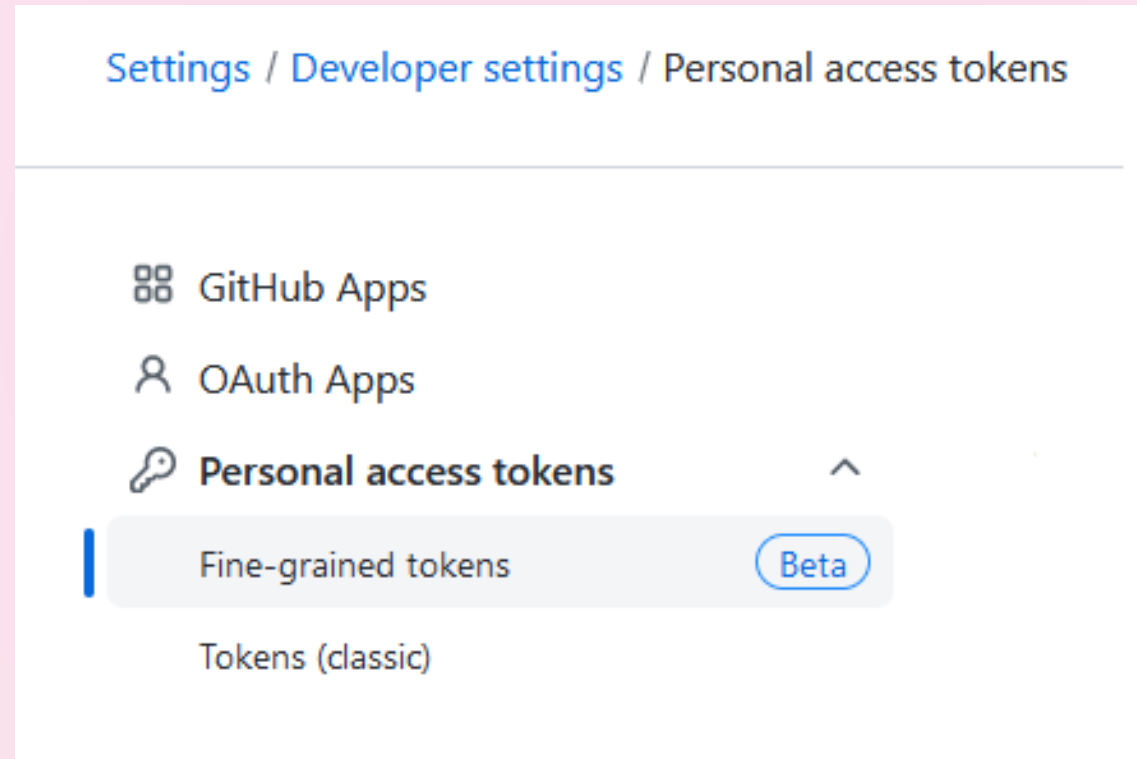 Settings / Developer settings / Personal access tokens
GitHub Apps
OAuth Apps
Personal access tokens
Fine-grained tokens Beta
Tokens (classic)